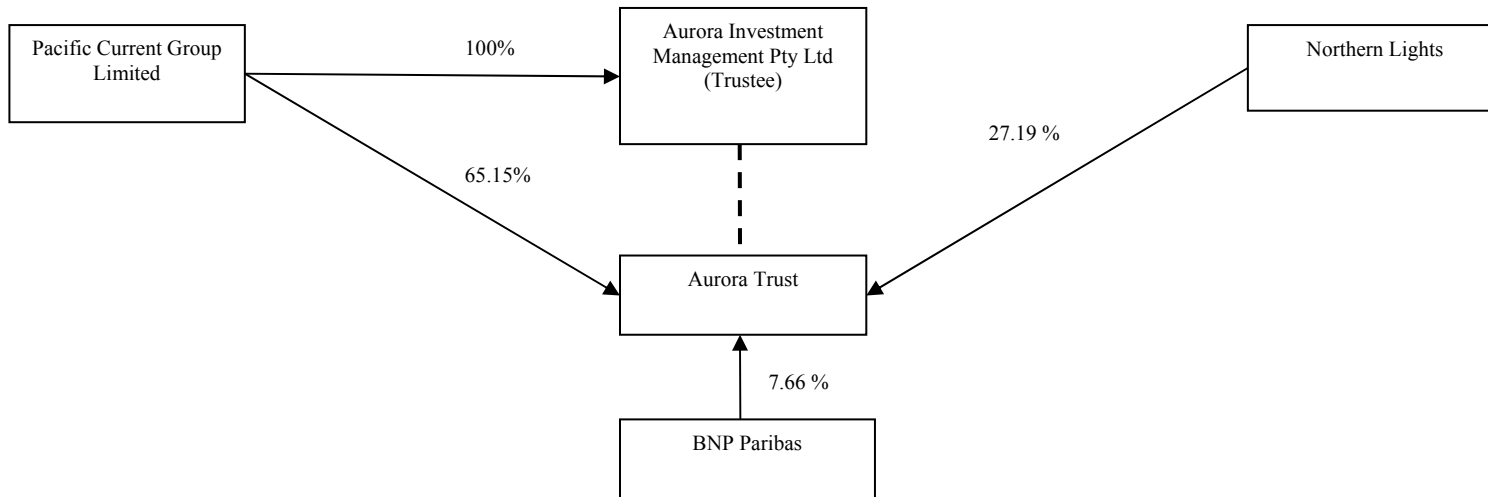 Pacific Current Group
Limited
100%
Aurora Investment
Management Pty Ltd
(Trustee)
Northern Lights
27.19 %
65.15%
Aurora Trust
7.66 %
BNP Paribas